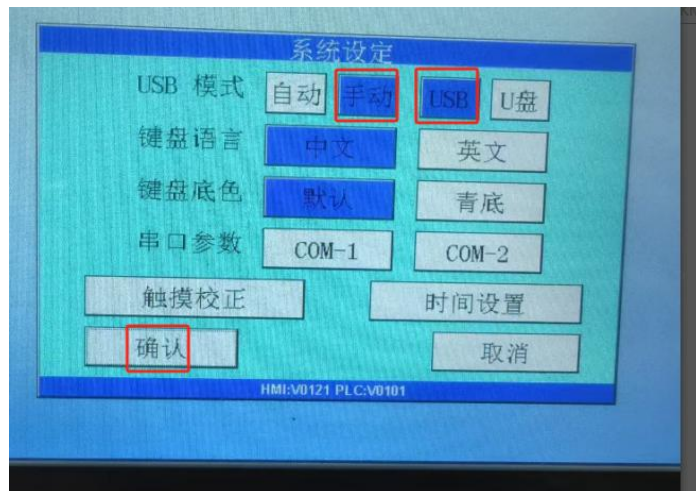 系统设定
USB 模式 自动 手动 USB U盘
键盘语言 中文 英文
键盘底色 默认 青底
串口参数 COM-1 COM-2
触摸校正 时间设置
确认 取消
HMI:V0121 PLC:V0101